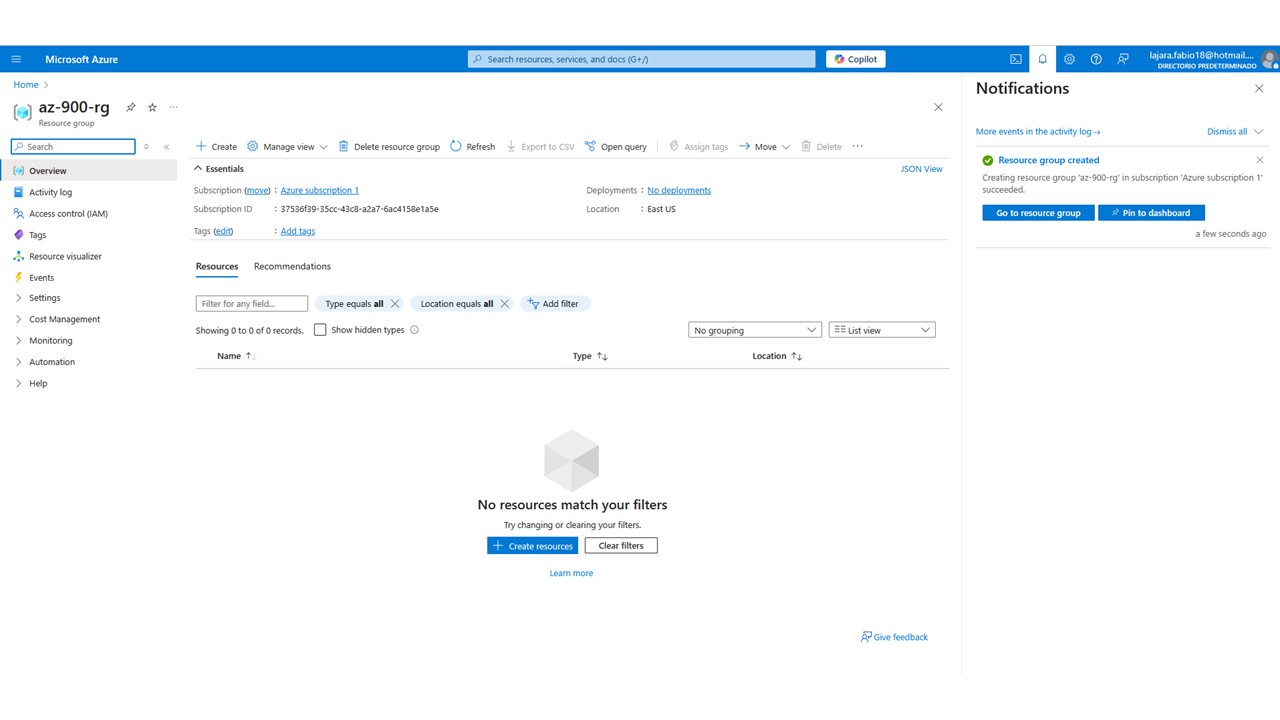 Microsoft Azure
Search resources, services, and docs (G+/)
Copilot
lajara.fabio18@hotmail....
DIRECTORIO PREDETERMINADO
Home
az-900-rg
Resource group
Search
Overview
Activity log
Access control (IAM)
Tags
Resource visualizer
Events
Settings
Cost Management
Monitoring
Automation
Help
Create
Manage view
Delete resource group
Refresh
Export to CSV
Open query
Assign tags
Move
Delete
Essentials
JSON View
Subscription (move) : Azure subscription 1
Subscription ID : 37536f39-35cc-43c8-a2a7-6ac4158e1a5e
Tags (edit) : Add tags
Deployments : No deployments
Location : East US
Resources Recommendations
Filter for any field...
Type equals all
Location equals all
Add filter
Showing 0 to 0 of 0 records.
Show hidden types
No grouping
List view
Name Type Location
No resources match your filters
Try changing or clearing your filters.
Create resources
Clear filters
Learn more
Give feedback
Notifications
More events in the activity log →
Dismiss all
Resource group created
Creating resource group 'az-900-rg' in subscription 'Azure subscription 1'
succeeded.
Go to resource group
Pin to dashboard
a few seconds ago